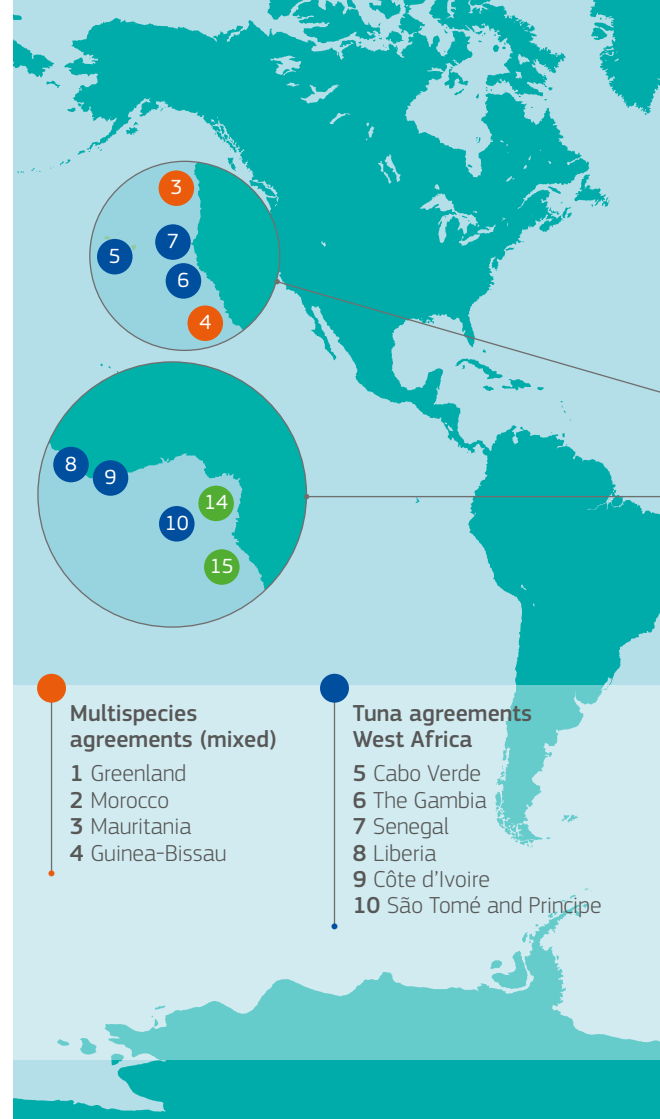 3
7
5
6
4
8
9
14
10
15
Multispecies
agreements (mixed)
1 Greenland
2 Morocco
3 Mauritania
4 Guinea-Bissau
Tuna agreements
West Africa
5 Cabo Verde
6 The Gambia
7 Senegal
8 Liberia
9 Côte d'Ivoire
10 São Tomé and Principe